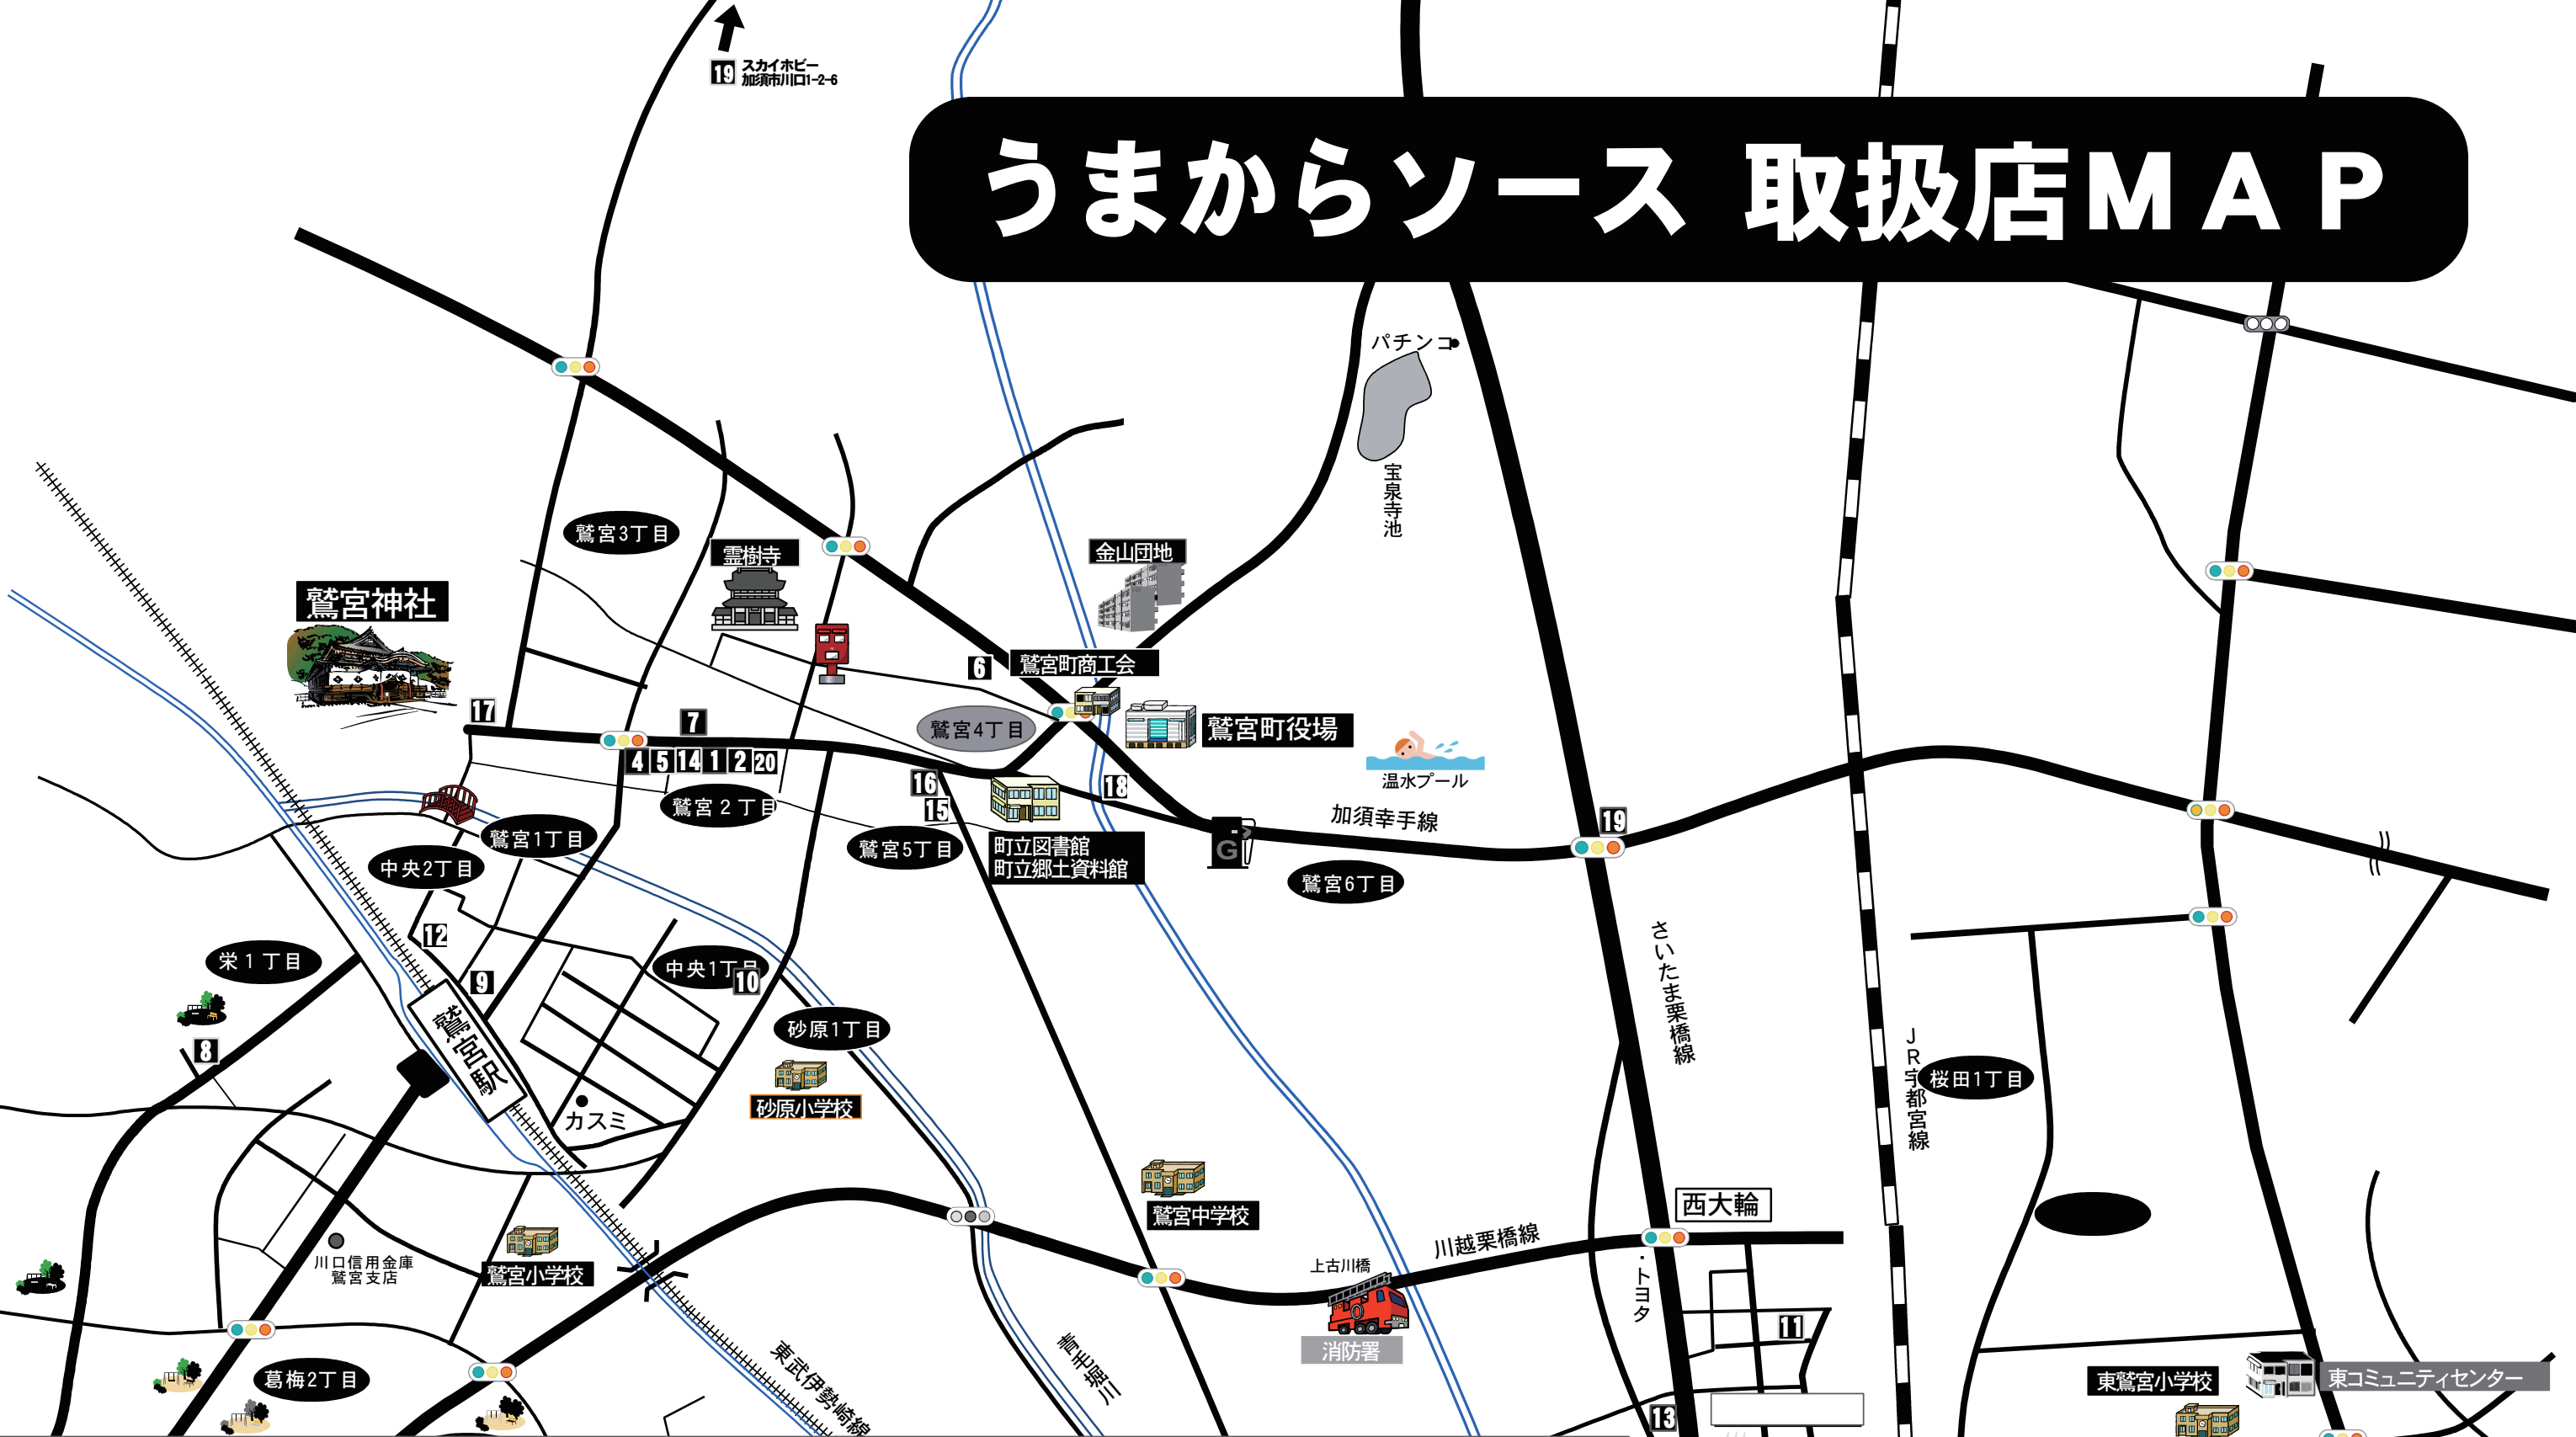 19 スカイホビー
加須市川口1-2-6
うまからソース 取扱店MAP
パチンコ
宝泉寺池
鷲宮3丁目
霊樹寺
金山団地
鷲宮神社
6
鷲宮町商工会
17
7
鷲宮4丁目
鷲宮町役場
4 5 14 1 2 20
温水プール
16
18
15
鷲宮2丁目
加須幸手線
19
鷲宮1丁目
鷲宮5丁目
町立図書館
町立郷土資料館
G
中央2丁目
鷲宮6丁目
12
さいたま栗橋線
栄1丁目
中央1丁目
9
10
鷲宮駅
砂原1丁目
JR宇都宮線
8
桜田1丁目
カスミ
砂原小学校
西大輪
鷲宮中学校
川越栗橋線
川口信用金庫
鷲宮支店
鷲宮小学校
上古川橋
・トヨタ
消防署
11
東武伊勢崎線
青毛堀川
葛梅2丁目
東鷲宮小学校
東コミュニティセンター
13